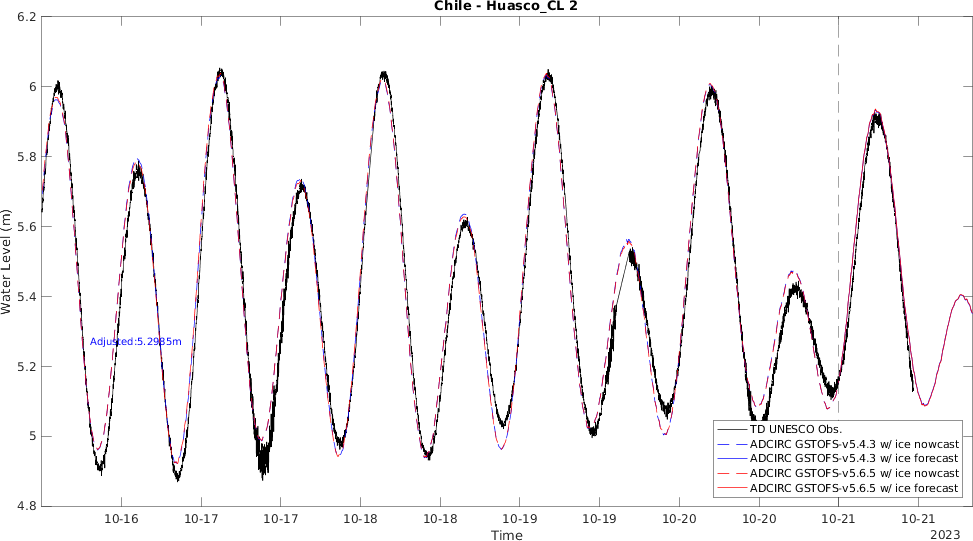 Chile - Huasco_CL 2
6.2
6
5.8
5.6
5.4
5.2
5
4.8
Water Level (m)
Adjusted:5.2935m
TD UNESCO Obs.
ADCIRC GSTOFS-v5.4.3 w/ ice nowcast
ADCIRC GSTOFS-v5.4.3 w/ ice forecast
ADCIRC GSTOFS-v5.6.5 w/ ice nowcast
ADCIRC GSTOFS-v5.6.5 w/ ice forecast
10-16 10-17 10-17 10-18 10-18 10-19 10-19 10-20 10-20 10-21 10-21
2023
Time